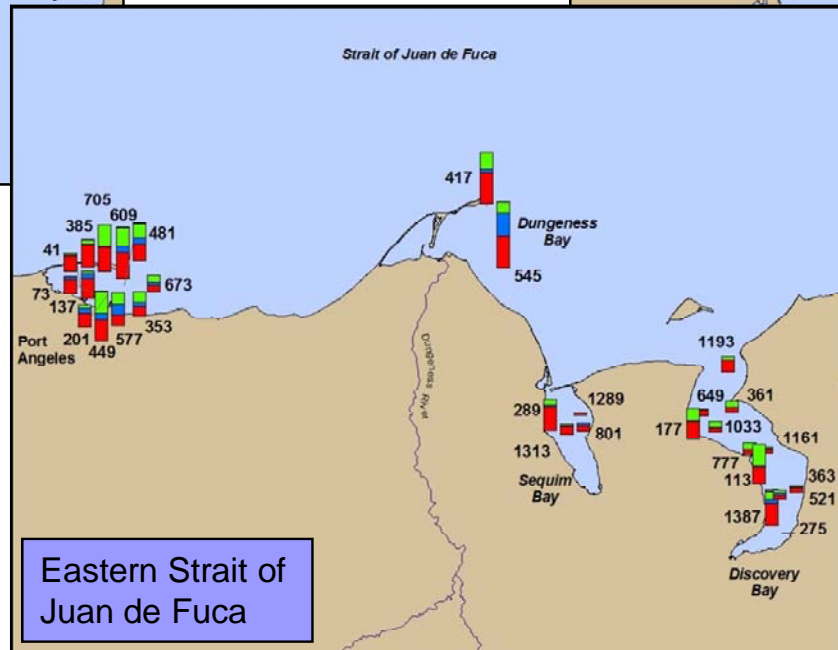 Strait of Juan de Fuca
417
705
609
385
481
41
Dungeness
Bay
545
673
73
137
353
201
577
449
Port
Angeles
Dungeness River
1193
1289
649
361
289
177
1033
801
1313
1161
777
363
113
521
Sequim
Bay
1387
275
Discovery
Bay
Eastern Strait of
Juan de Fuca